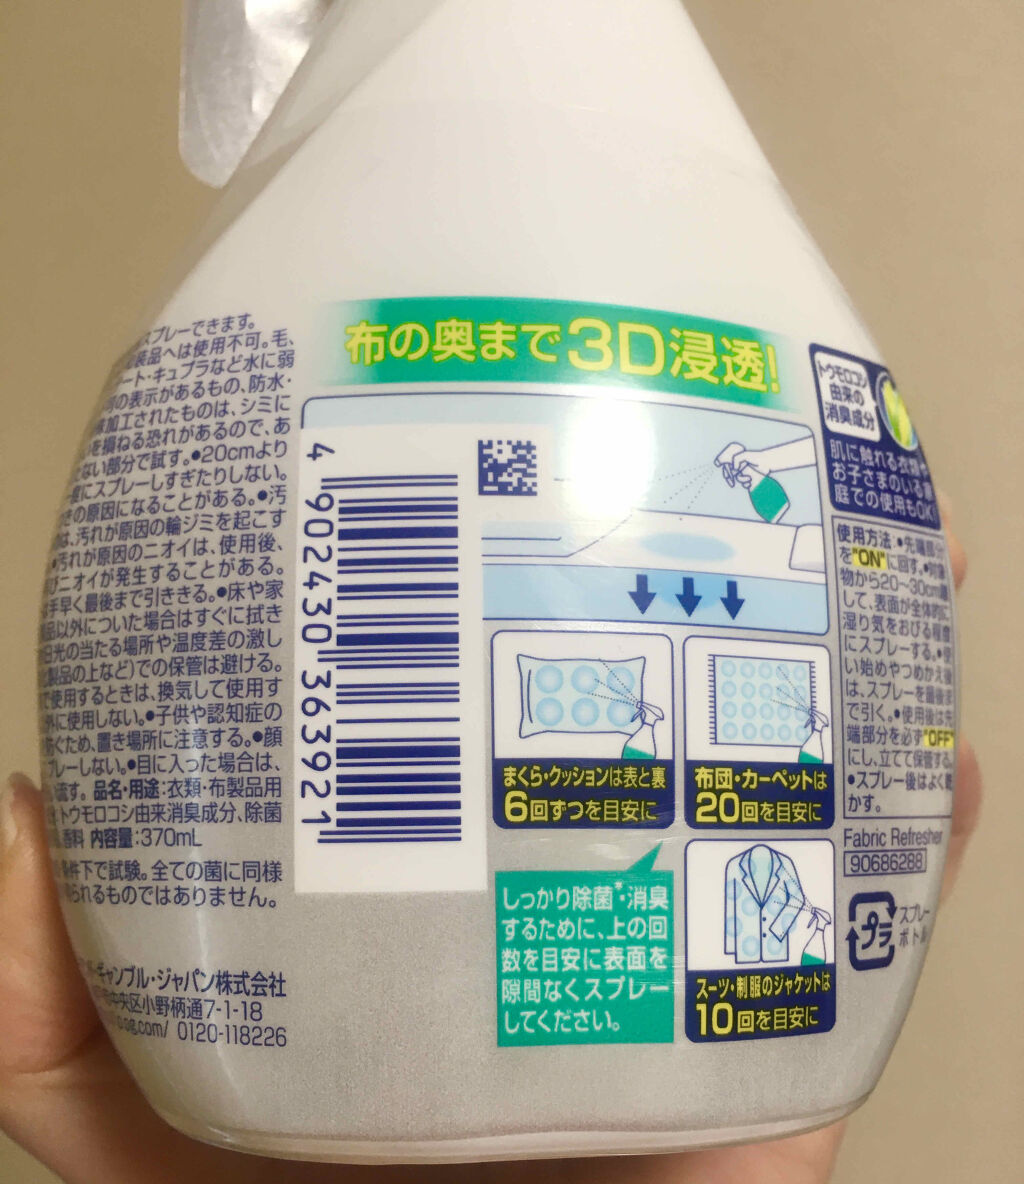 スプレーできます。
装品へは使用不可。毛、
ート・キュプラなど水に弱
の表示があるもの、防水・
加工されたものは、シミに
を損ねる恐れがあるので、あ
ない部分で試す。●20cmより
にスプレーしすぎたりしない。
の原因になることがある。●汚
は、汚れが原因の輪ジミを起こす
●汚れが原因のニオイは、使用後、
びニオイが発生することがある。
手早く最後まで引ききる。●床や家
品以外についた場合はすぐに拭き
日光の当たる場所や温度差の激し
製品の上など)での保管は避ける。
で使用するときは、換気して使用す
外に使用しない。●子供や認知症の
防ぐため、置き場所に注意する。●顔
プレーしない。●目に入った場合は、
流す。品名・用途:衣類・布製品用
トウモロコシ由来消臭成分、除菌
香料 内容量:370mL
条件下で試験。全ての菌に同様
得られるものではありません。
ギャンブル・ジャパン株式会社
中央区小野柄通7-1-18
pg.com/ 0120-118226
布の奥まで3D浸透!
4 902430 363921
まくら・クッションは表と裏
6回ずつを目安に
布団・カーペットは
20回を目安に
しっかり除菌*・消臭
するために、上の回
数を目安に表面を
隙間なくスプレー
してください。
スーツ・制服のジャケットは
10回を目安に
トウモロコシ
由来の
消臭成分
肌に触れる衣類や
お子さまのいる家
庭での使用もOK!
使用方法:●先端部分
を"ON"に回す。●対象
物から20〜30cm離
して、表面が全体的に
湿り気をおびる程度
にスプレーする。●使
い始めやつめかえ後
は、スプレーを最後ま
で引く。●使用後は先
端部分を必ず"OFF"
にし、立てて保管する。
●スプレー後はよく乾
かす。
Fabric Refresher
90686288
プラ
スプレー
ボトル